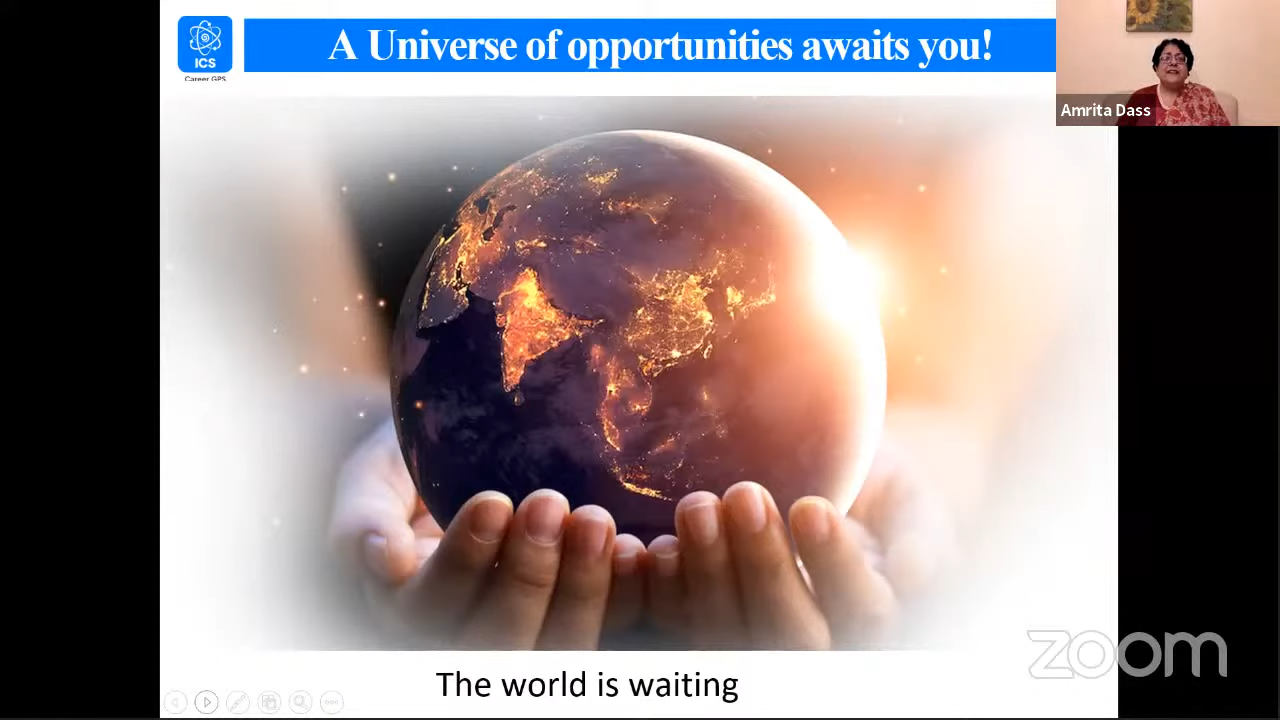 ICS
Career GPS
A Universe of opportunities awaits you!
Amrita Dass
The world is waiting
zoom